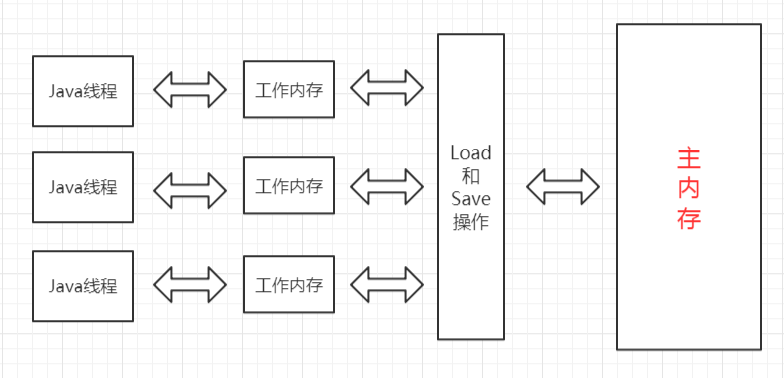 Java线程
工作内存
Java线程
工作内存
Java线程
工作内存
Load
和
Save
操作
主
内
存